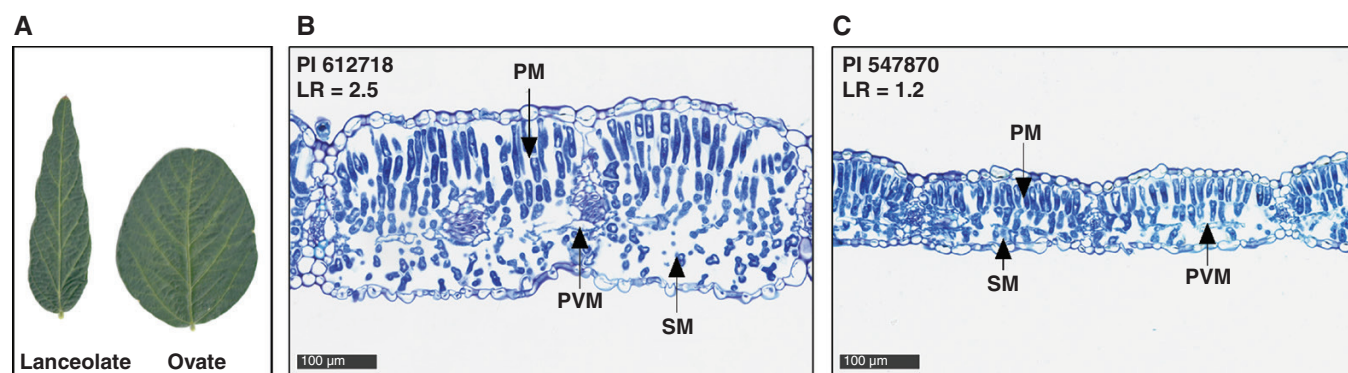 A
Lanceolate Ovate
B
PI 612718
LR = 2.5
PM
PVM
SM
100 µm
C
PI 547870
LR = 1.2
PM
SM
PVM
100 µm